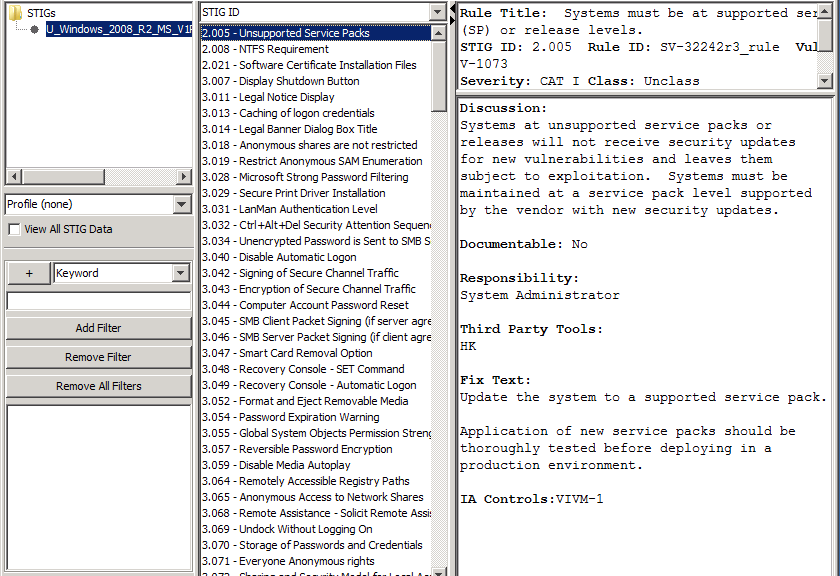 STIGs
U_Windows_2008_R2_MS_V1
Profile (none)
View All STIG Data
+
Keyword
Add Filter
Remove Filter
Remove All Filters
STIG ID
2.005 - Unsupported Service Packs
2.008 - NTFS Requirement
2.021 - Software Certificate Installation Files
3.007 - Display Shutdown Button
3.011 - Legal Notice Display
3.013 - Caching of logon credentials
3.014 - Legal Banner Dialog Box Title
3.018 - Anonymous shares are not restricted
3.019 - Restrict Anonymous SAM Enumeration
3.028 - Microsoft Strong Password Filtering
3.029 - Secure Print Driver Installation
3.031 - LanMan Authentication Level
3.032 - Ctrl+Alt+Del Security Attention Sequen
3.034 - Unencrypted Password is Sent to SMB S
3.040 - Disable Automatic Logon
3.042 - Signing of Secure Channel Traffic
3.043 - Encryption of Secure Channel Traffic
3.044 - Computer Account Password Reset
3.045 - SMB Client Packet Signing (if server agre
3.046 - SMB Server Packet Signing (if client agre
3.047 - Smart Card Removal Option
3.048 - Recovery Console - SET Command
3.049 - Recovery Console - Automatic Logon
3.052 - Format and Eject Removable Media
3.054 - Password Expiration Warning
3.055 - Global System Objects Permission Streng
3.057 - Reversible Password Encryption
3.059 - Disable Media Autoplay
3.064 - Remotely Accessible Registry Paths
3.065 - Anonymous Access to Network Shares
3.068 - Remote Assistance - Solicit Remote Assis
3.069 - Undock Without Logging On
3.070 - Storage of Passwords and Credentials
3.071 - Everyone Anonymous rights
3.072 - Sharing and Security Model for Local
Rule Title: Systems must be at supported ser
(SP) or release levels.
STIG ID: 2.005 Rule ID: SV-32242r3_rule Vul
V-1073
Severity: CAT I Class: Unclass
Discussion:
Systems at unsupported service packs or
releases will not receive security updates
for new vulnerabilities and leaves them
subject to exploitation. Systems must be
maintained at a service pack level supported
by the vendor with new security updates.
Documentable: No
Responsibility:
System Administrator
Third Party Tools:
HK
Fix Text:
Update the system to a supported service pack.
Application of new service packs should be
thoroughly tested before deploying in a
production environment.
IA Controls:VIVM-1